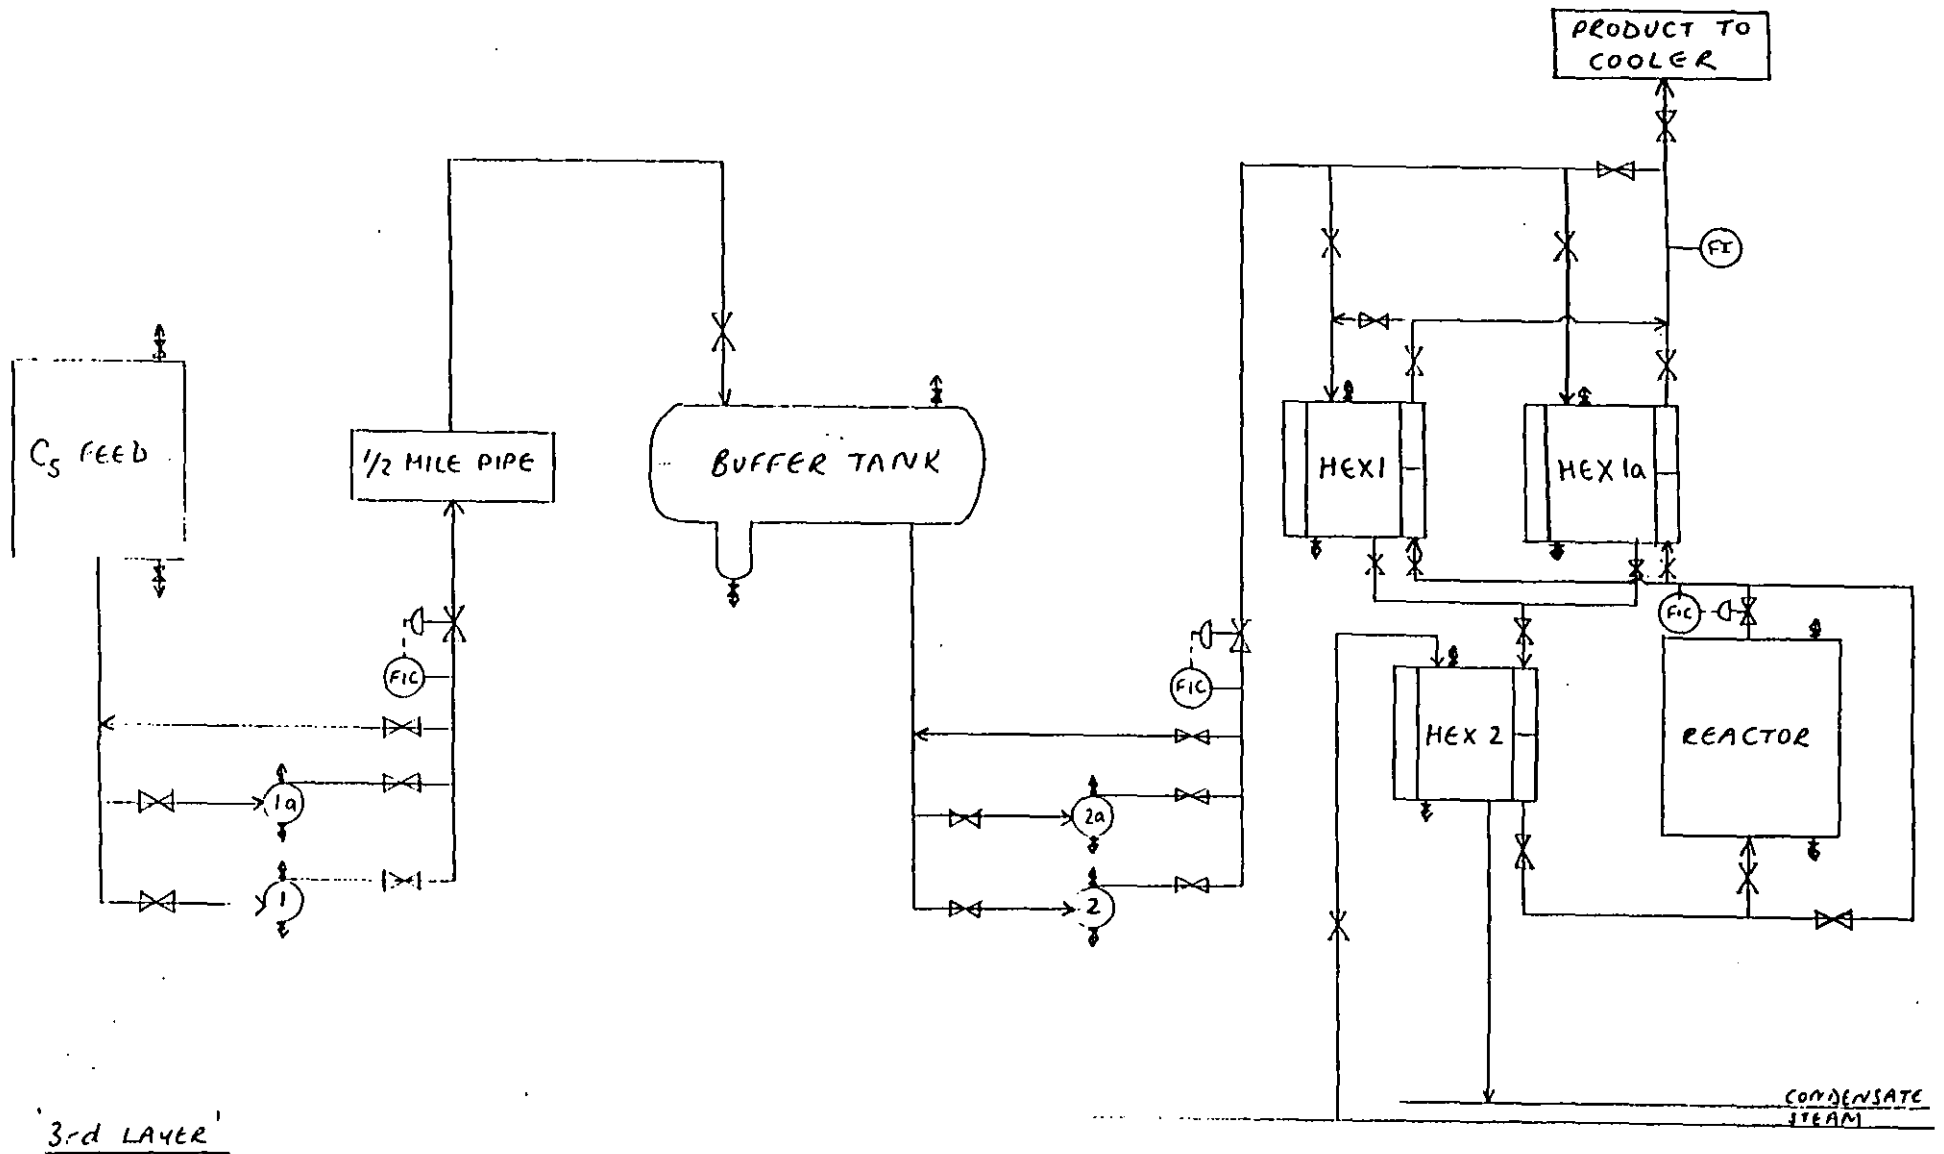 PRODUCT TO
COOLER
FI
C5 FEED
1/2 MILE PIPE
BUFFER TANK
HEX1
HEX 1a
FIC
FIC
FIC
HEX 2
REACTOR
1a
2a
1
2
CONDENSATE
STEAM
'3rd LAYER'